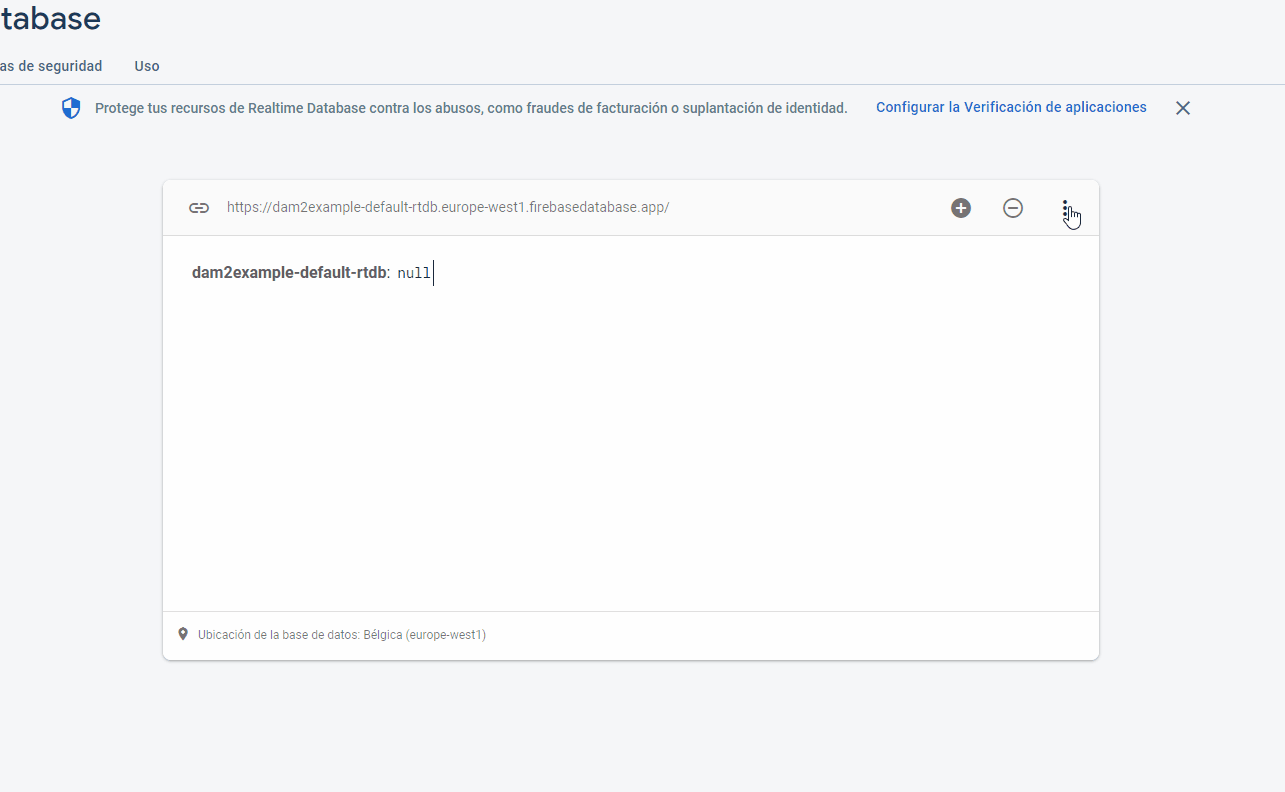 tabase
as de seguridad Uso
Protege tus recursos de Realtime Database contra los abusos, como fraudes de facturación o suplantación de identidad. Configurar la Verificación de aplicaciones
https://dam2example-default-rtdb.europe-west1.firebasedatabase.app/
dam2example-default-rtdb: null
Ubicación de la base de datos: Bélgica (europe-west1)